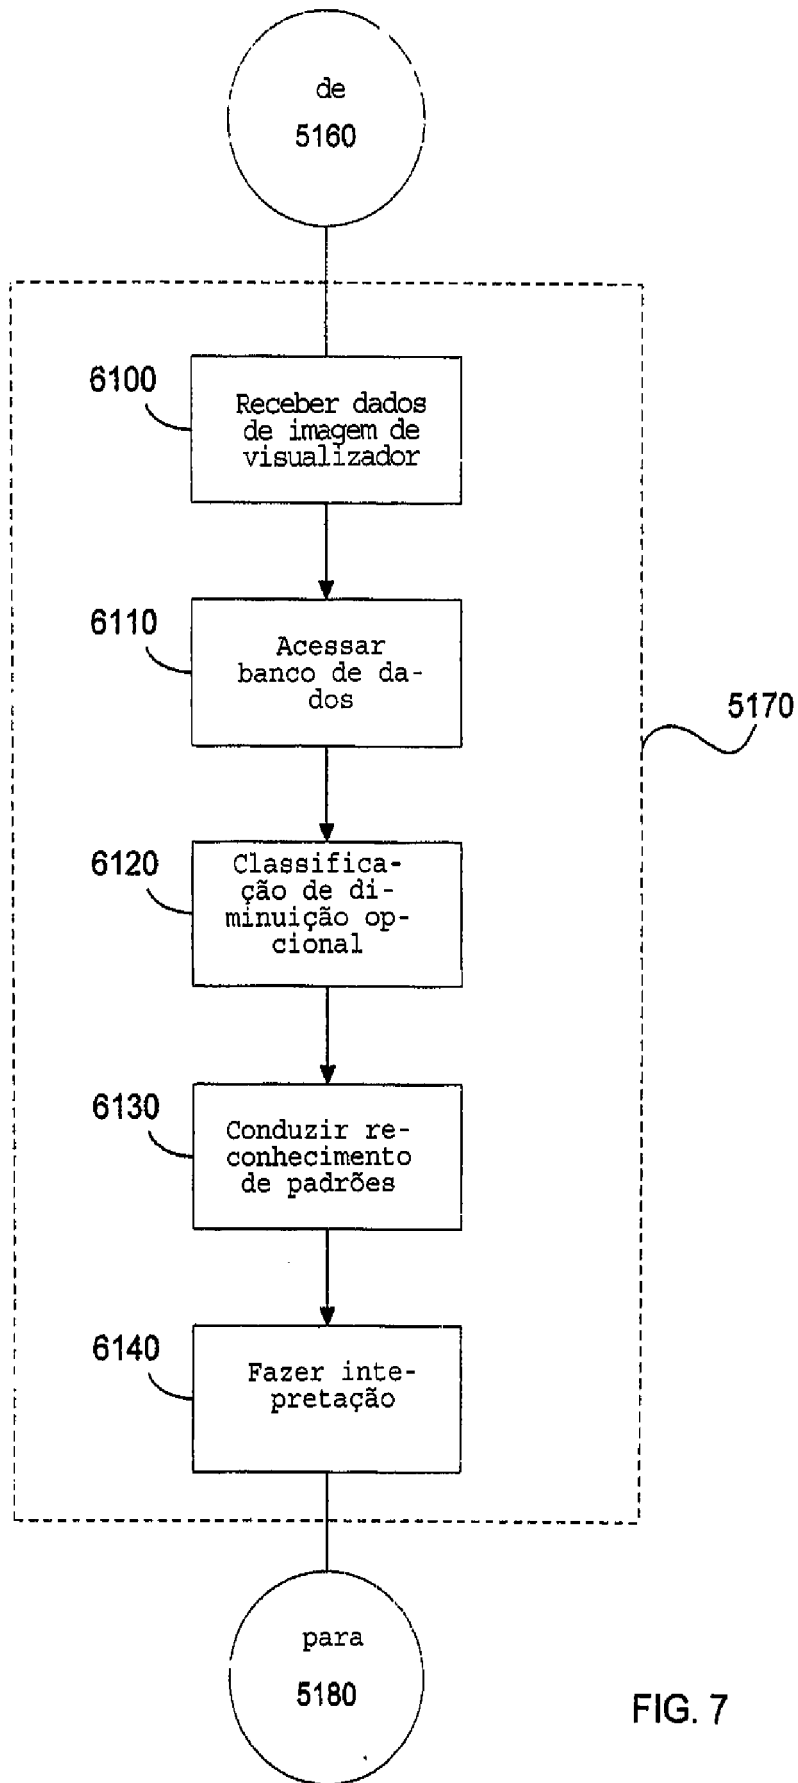 de
5160
6100
Receber dados
de imagem de
visualizador
6110
Acessar
banco de da-
dos
5170
6120
Classifica-
ção de di-
minuição op-
cional
6130
Conduzir re-
conhecimento
de padrões
6140
Fazer inte-
pretação
para
5180
FIG. 7